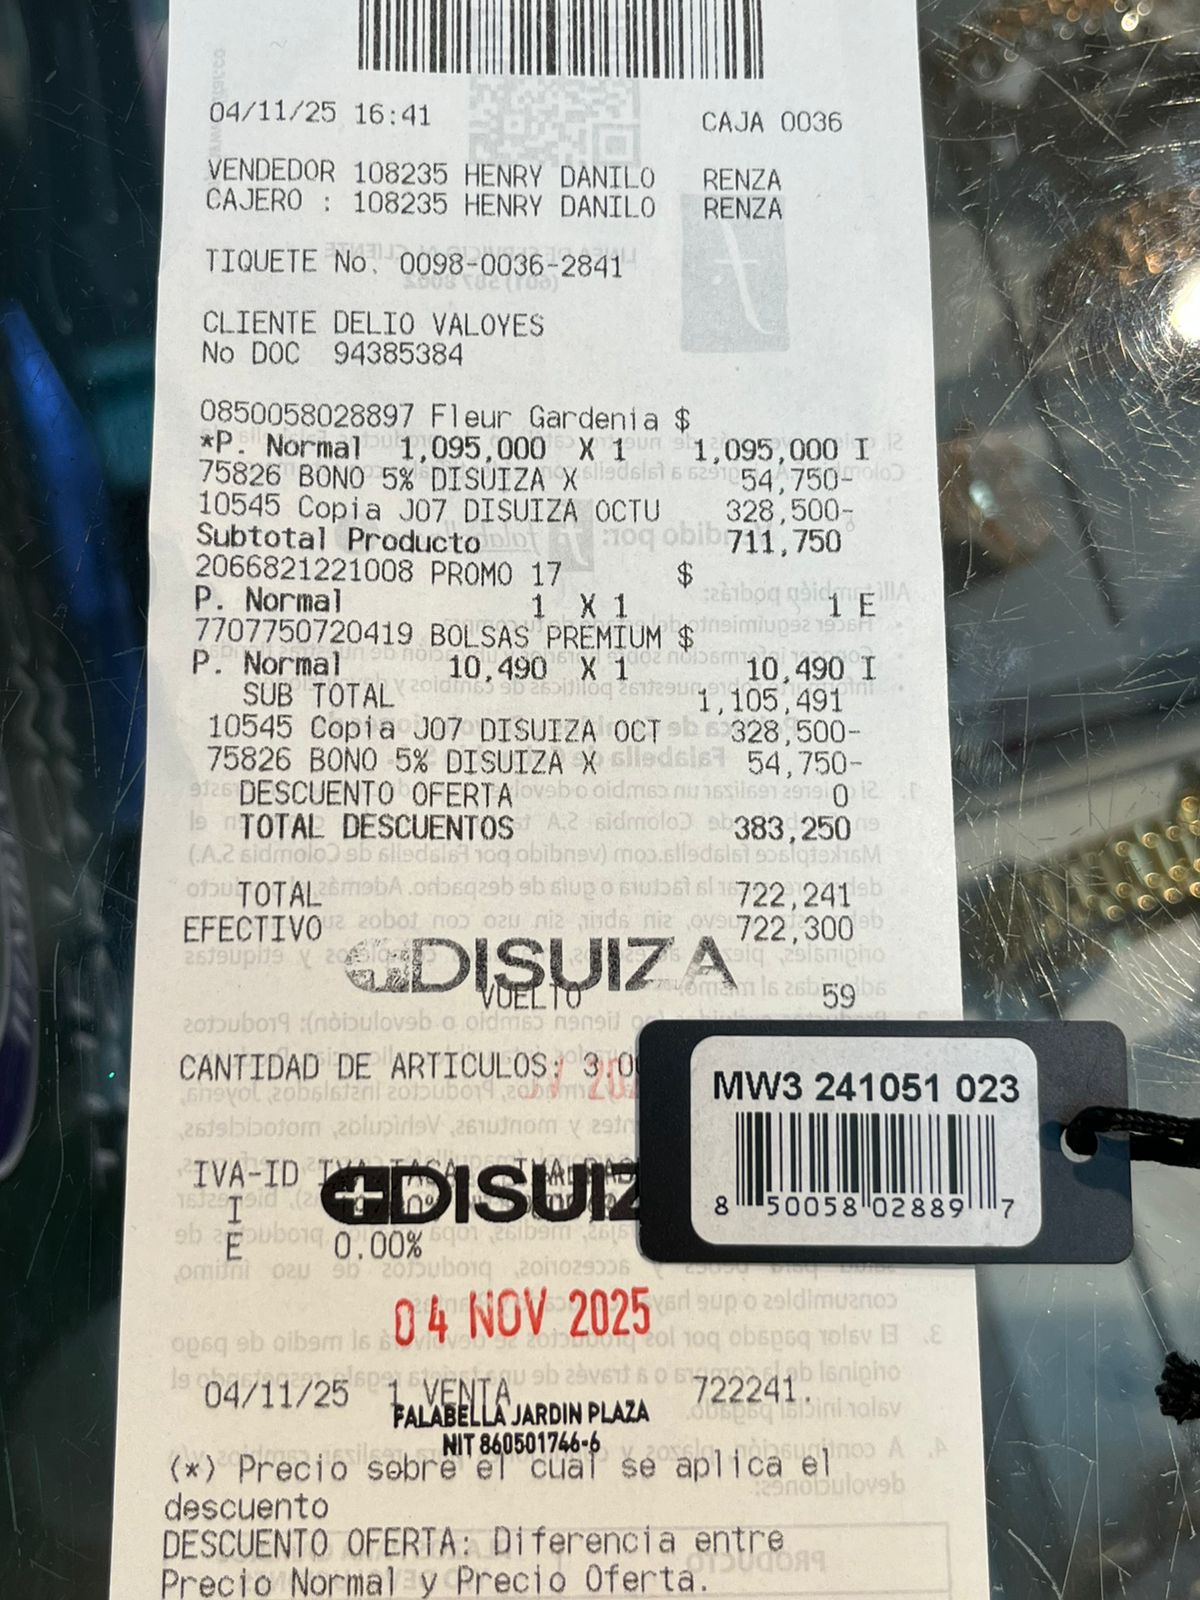 04/11/25 16:41 CAJA 0036
VENDEDOR 108235 HENRY DANILO RENZA
CAJERO : 108235 HENRY DANILO RENZA
TIQUETE No. 0098-0036-2841
CLIENTE DELIO VALOYES
No DOC 94385384
0850058028897 Fleur Gardenia $
*P. Normal 1,095,000 X 1 1,095,000 I
75826 BONO 5% DISUIZA X 54,750-
10545 Copia J07 DISUIZA OCTU 328,500-
Subtotal Producto 711,750
2066821221008 PROMO 17 $
P. Normal 1 X 1 1 E
7707750720419 BOLSAS PREMIUM $
P. Normal 10,490 X 1 10,490 I
SUB TOTAL 1,105,491
10545 Copia J07 DISUIZA OCT 328,500-
75826 BONO 5% DISUIZA X 54,750-
DESCUENTO OFERTA 0
TOTAL DESCUENTOS 383,250
TOTAL 722,241
EFECTIVO 722,300
DISUIZA
VUELTO 59
CANTIDAD DE ARTICULOS: 3.0
MW3 241051 023
8 50058 02889 7
IVA-ID
DISUIZ
I
E 0.00%
04 NOV 2025
04/11/25 1 VENTA 722241.
FALABELLA JARDIN PLAZA
NIT 860501746-6
(*) Precio sobre el cual se aplica el
descuento
DESCUENTO OFERTA: Diferencia entre
Precio Normal y Precio Oferta.